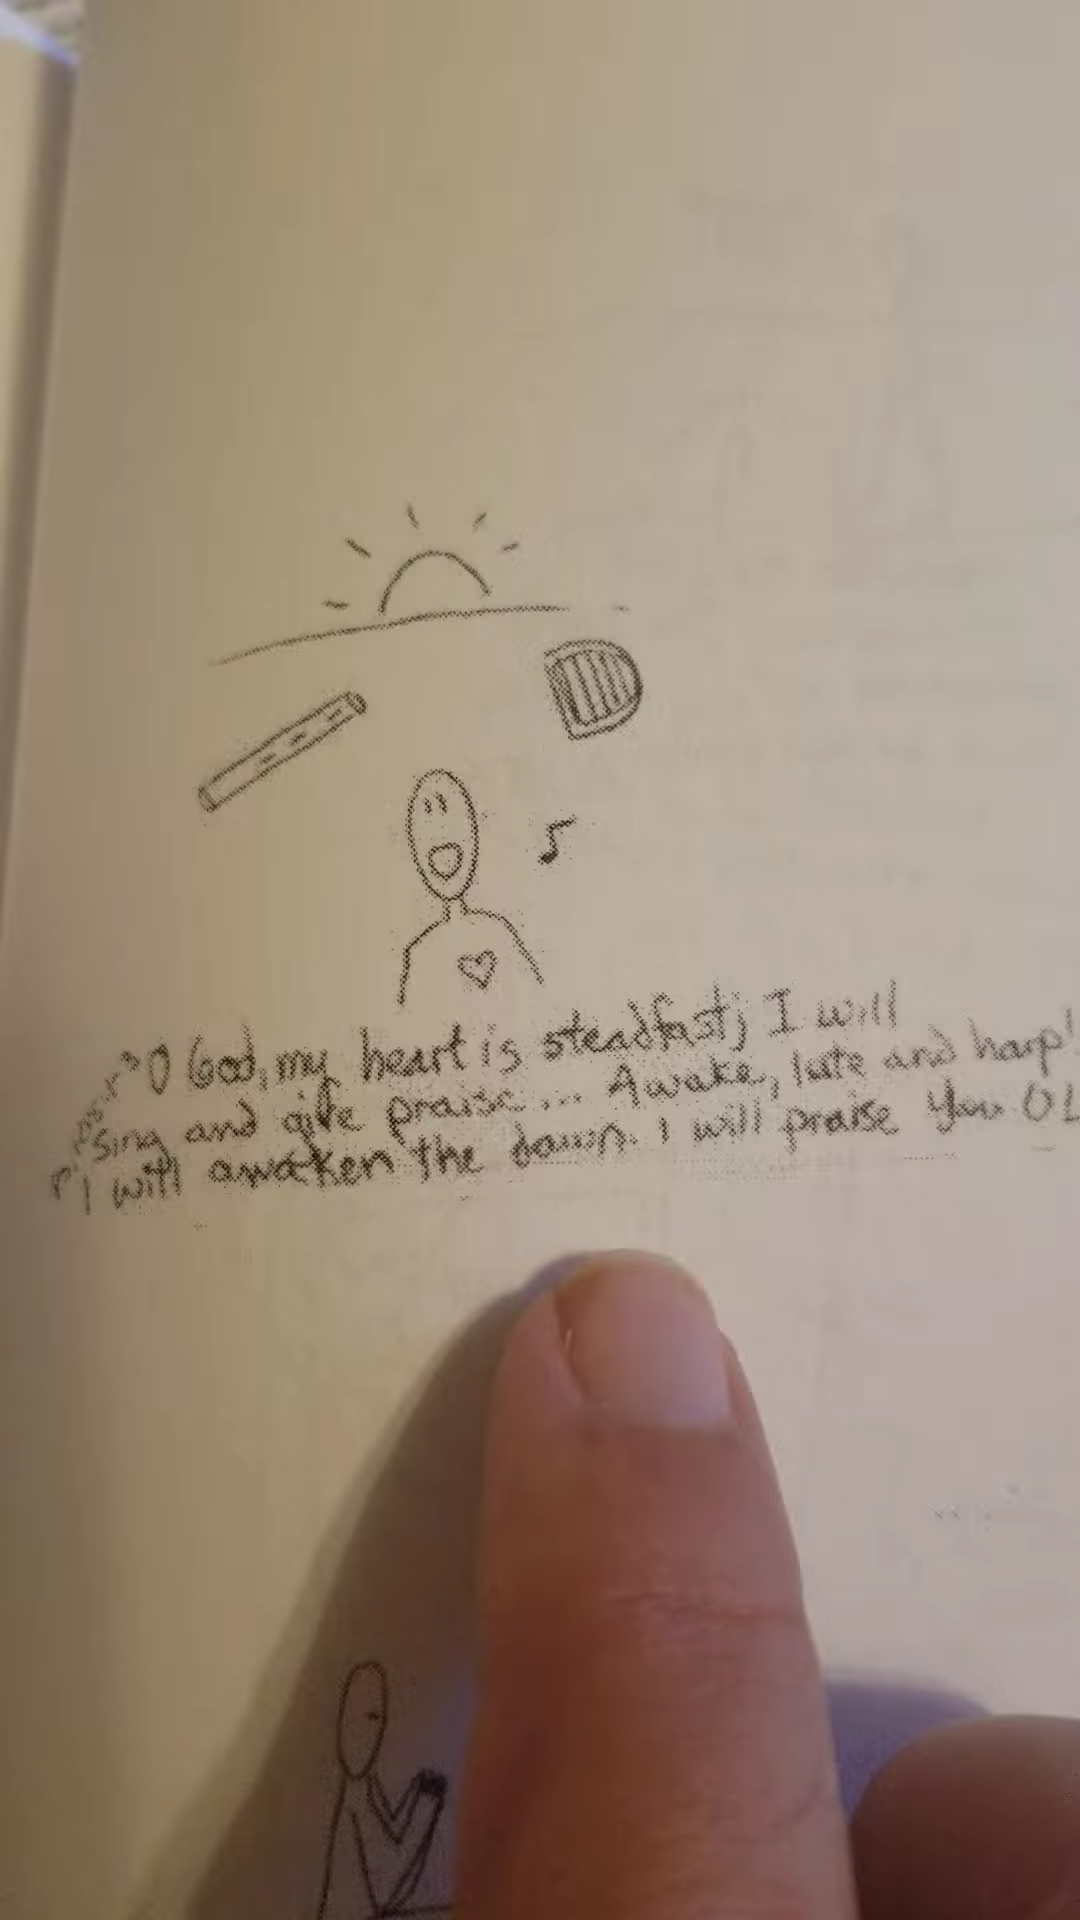 "O God, my heart is steadfast; I will
sing and give praise... Awake, lute and harp!
I will awaken the dawn. I will praise you O L